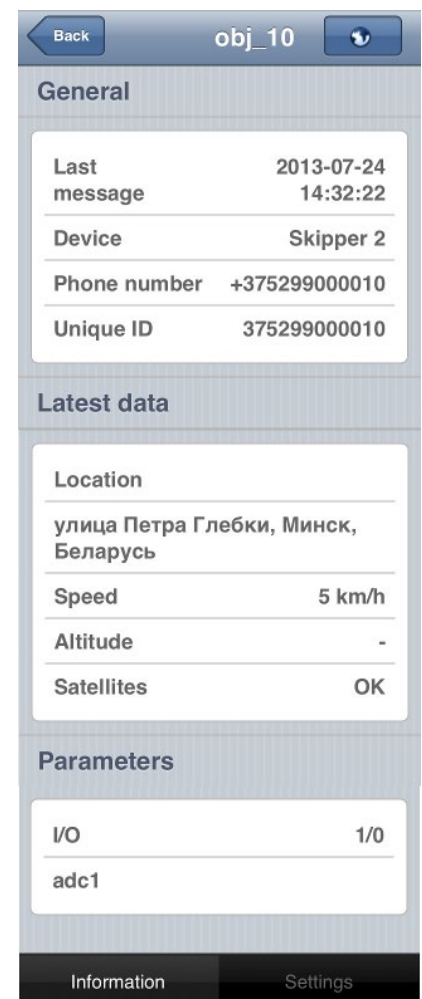 Back obj_10
General
Last message 2013-07-24 14:32:22
Device Skipper 2
Phone number +375299000010
Unique ID 375299000010
Latest data
Location
улица Петра Глебки, Минск,
Беларусь
Speed 5 km/h
Altitude -
Satellites OK
Parameters
I/O 1/0
adc1
Information Settings